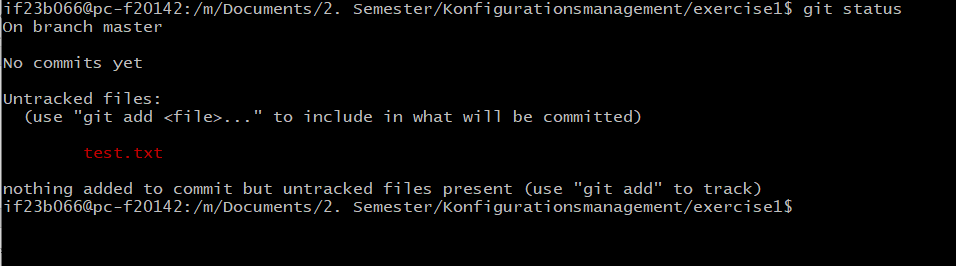 if23b066@pc-f20142:/m/Documents/2. Semester/Konfigurationsmanagement/exercise1$ git status
On branch master
No commits yet
Untracked files:
(use "git add <file>..." to include in what will be committed)
test.txt
nothing added to commit but untracked files present (use "git add" to track)
if23b066@pc-f20142:/m/Documents/2. Semester/Konfigurationsmanagement/exercise1$